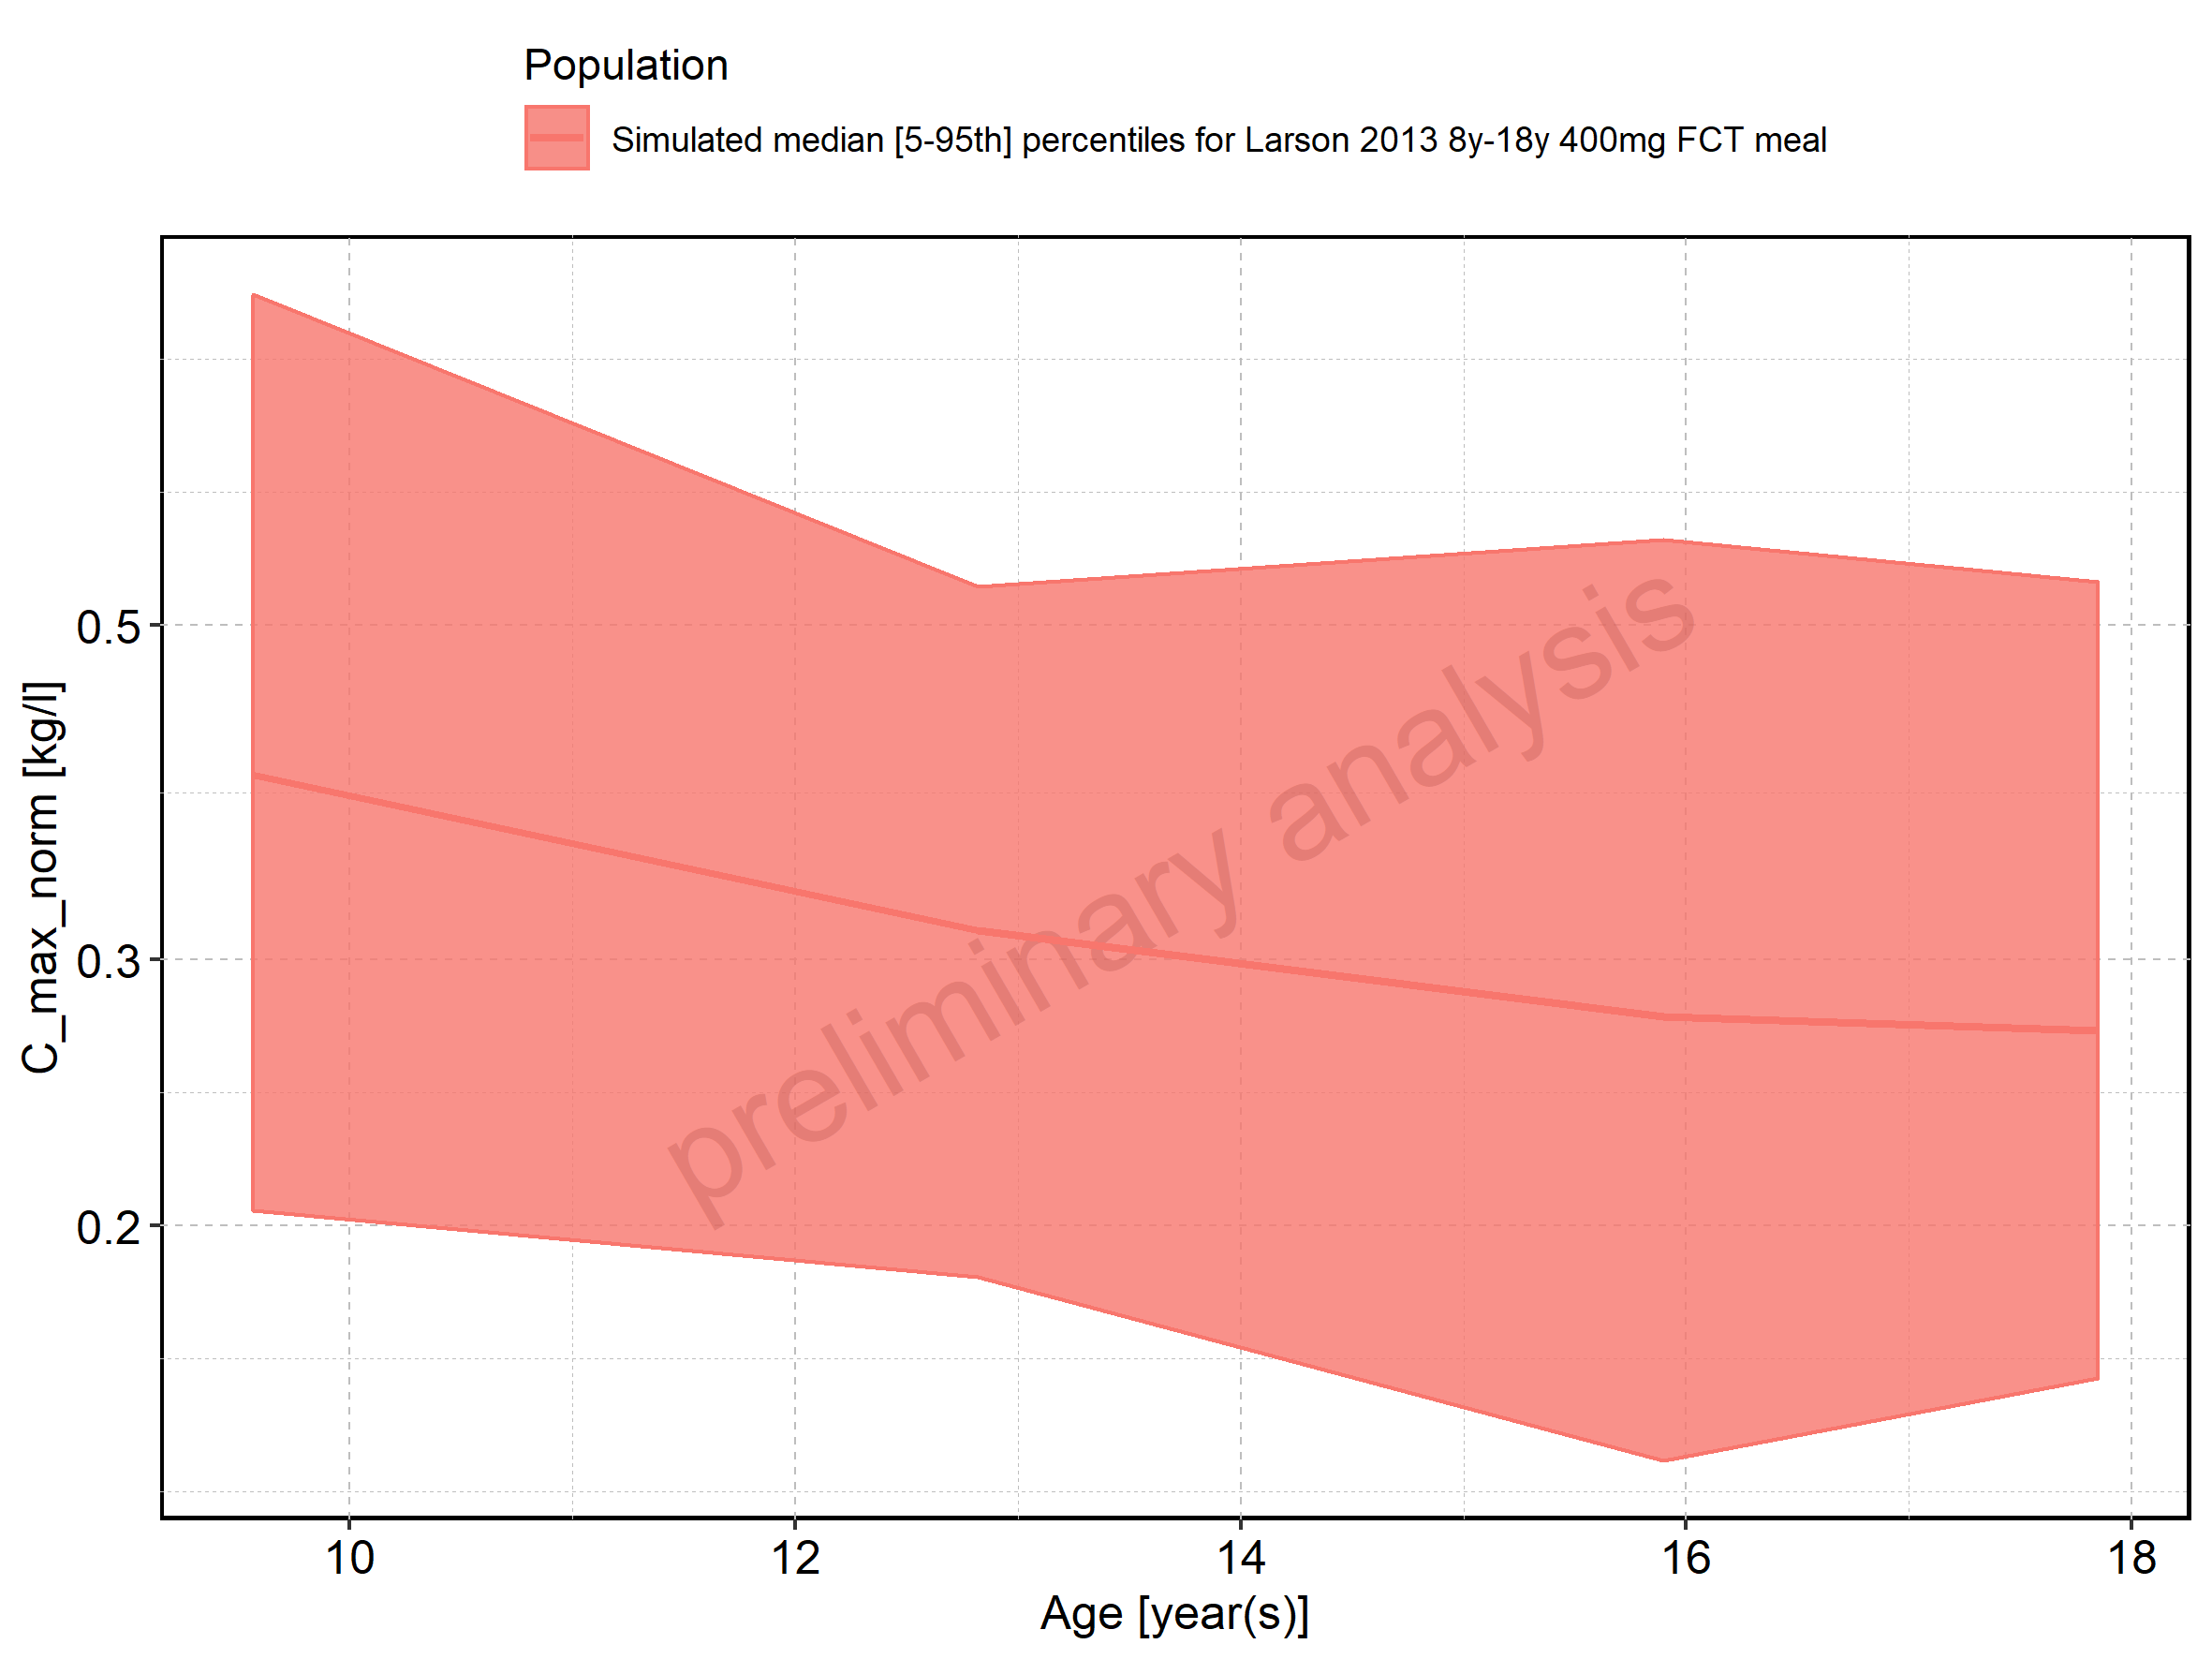 Population
Simulated median [5-95th] percentiles for Larson 2013 8y-18y 400mg FCT meal
C_max_norm [kg/l]
0.5
0.3
0.2
preliminary analysis
10 12 14 16 18
Age [year(s)]